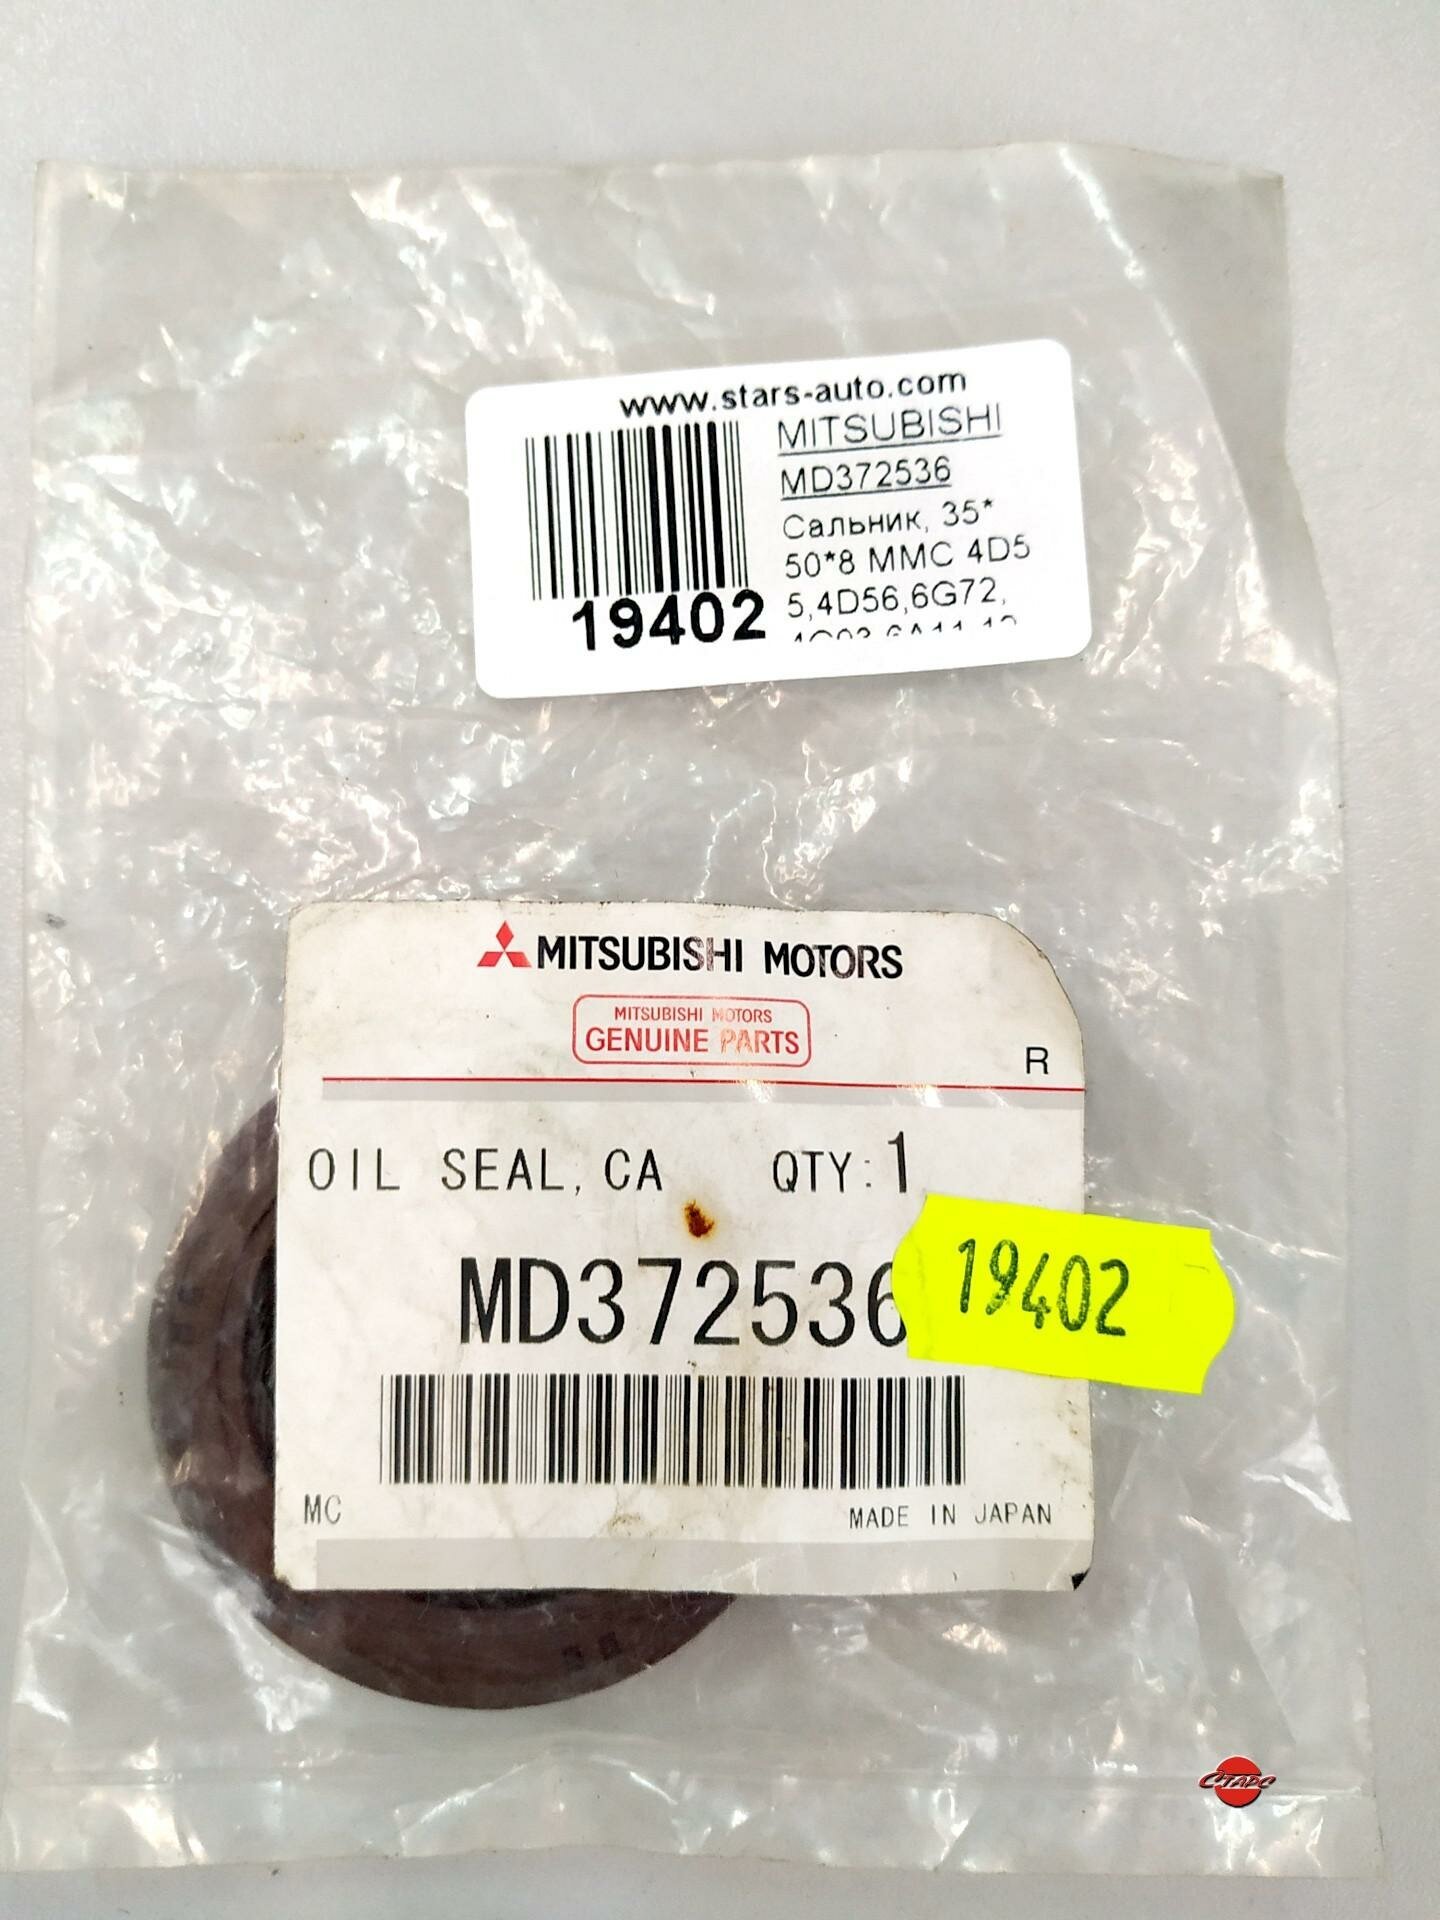 www.stars-auto.com
MITSUBISHI
MD372536
Сальник, 35*
50*8 MMC 4D5
5,4D56,6G72,
19402
MITSUBISHI MOTORS
MITSUBISHI MOTORS
GENUINE PARTS
R
OIL SEAL, CA QTY: 1
MD372536
19402
MC MADE IN JAPAN
СТАРС